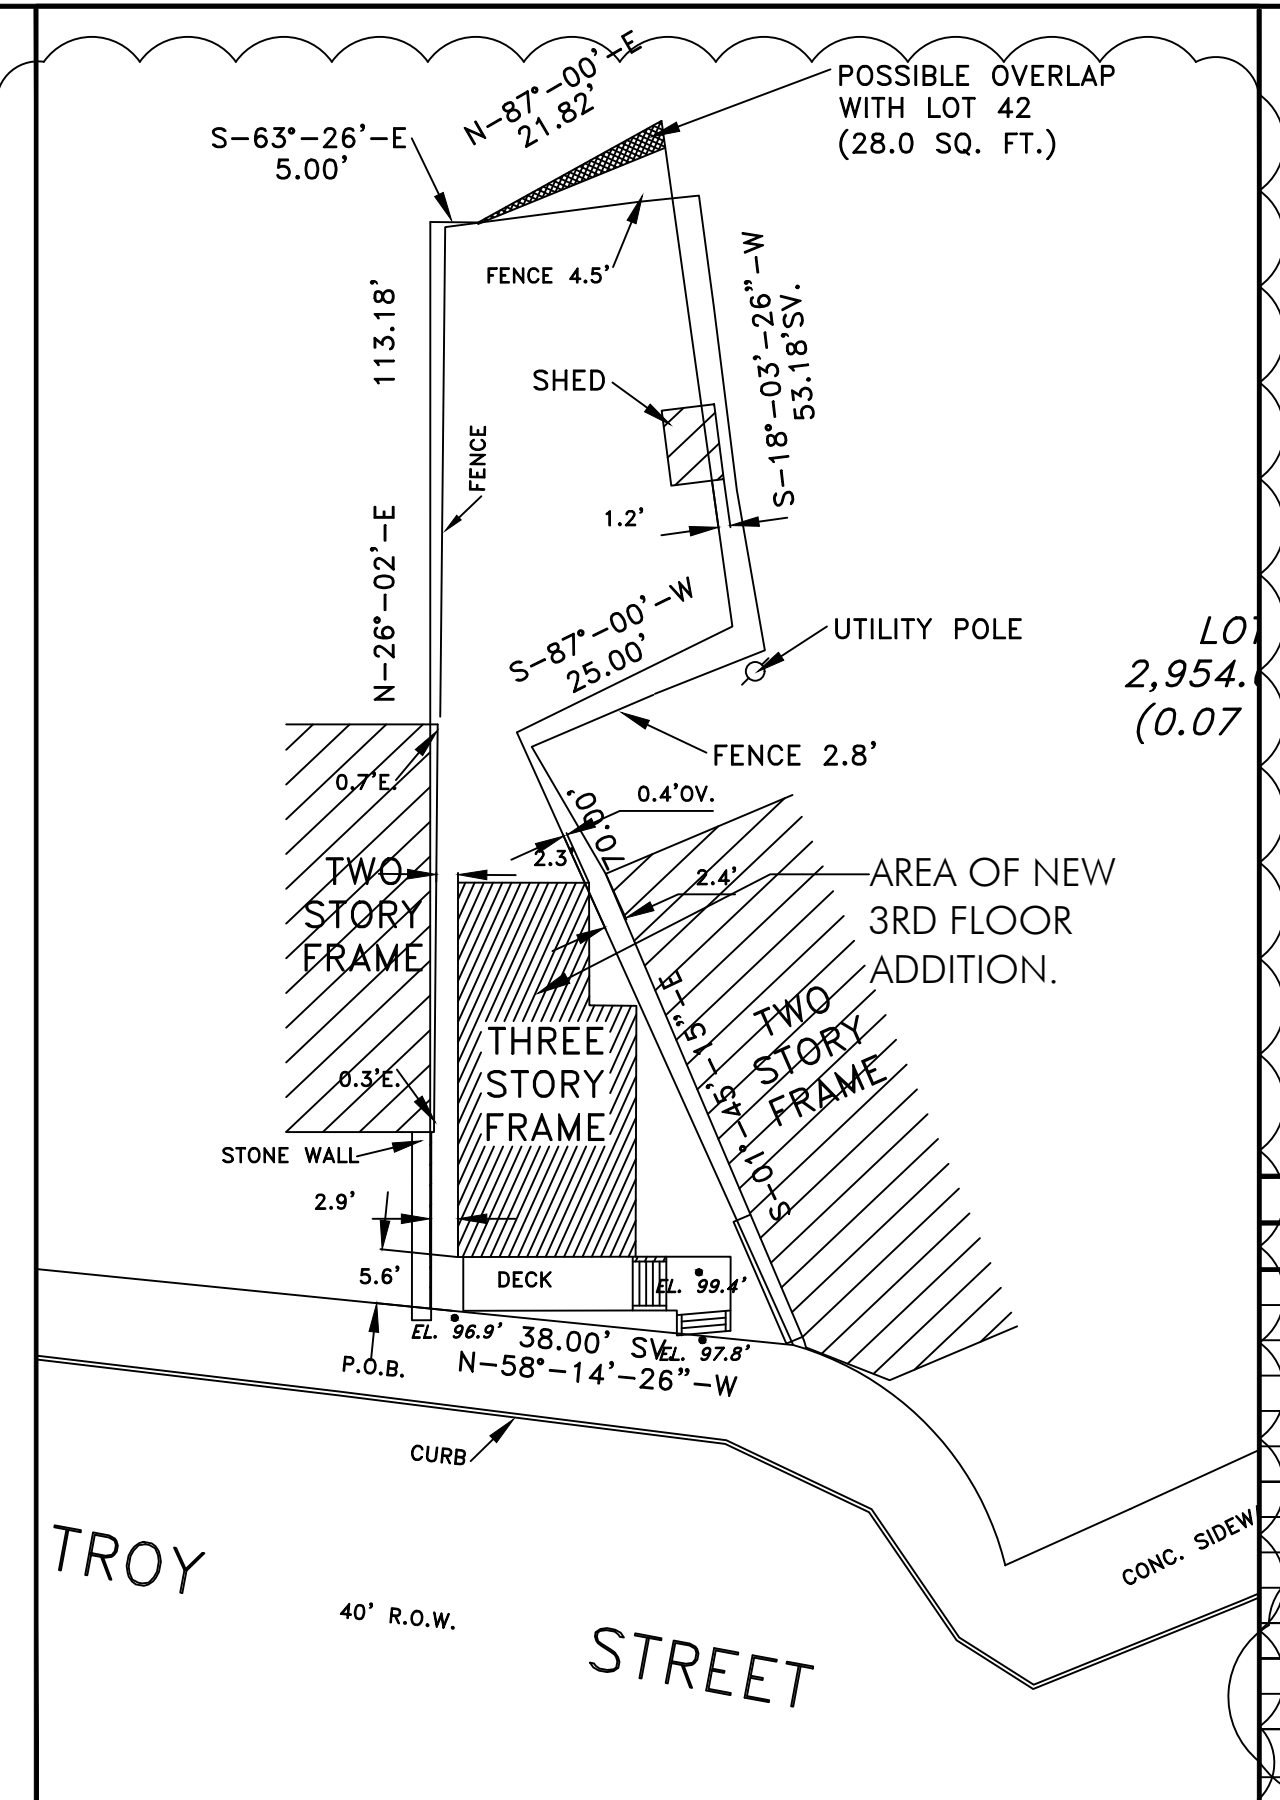 N-87°-00'-E
21.82'
POSSIBLE OVERLAP
WITH LOT 42
(28.0 SQ. FT.)
S-63°-26'-E
5.00'
FENCE 4.5'
113.18'
N-26°-02'-E
S-18°-03'-26"-W
53.18'SV.
SHED
FENCE
1.2'
S-87°-00'-W
25.00'
UTILITY POLE
2,954.
(0.07
FENCE 2.8'
0.7'E.
0.4'OV.
70.00'
S-01°-45'-15"-E
2.3'
2.4'
TWO
STORY
FRAME
AREA OF NEW
3RD FLOOR
ADDITION.
TWO
STORY
FRAME
THREE
STORY
FRAME
0.3'E.
STONE WALL
2.9'
5.6'
DECK
EL. 99.4'
EL. 96.9'
38.00' SV.
EL. 97.8'
N-58°-14'-26"-W
P.O.B.
CURB
TROY
STREET
40' R.O.W.
CONC.